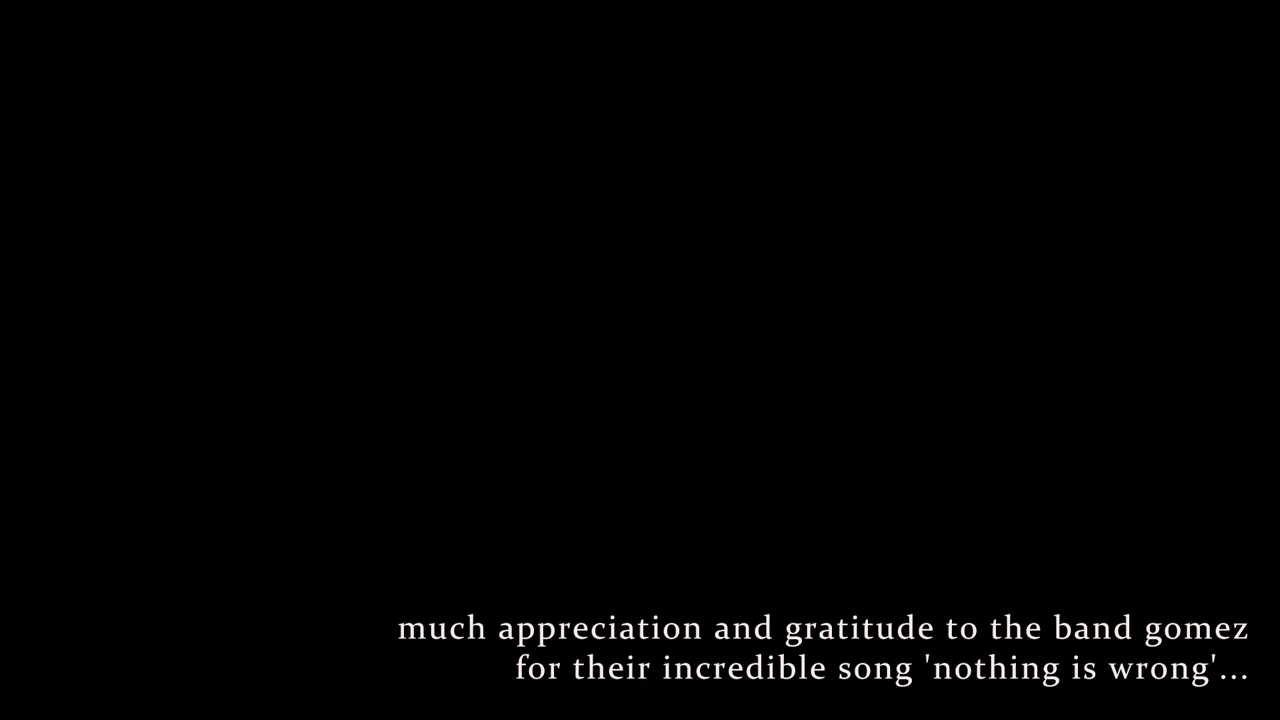 much appreciation and gratitude to the band gomez
for their incredible song 'nothing is wrong'...